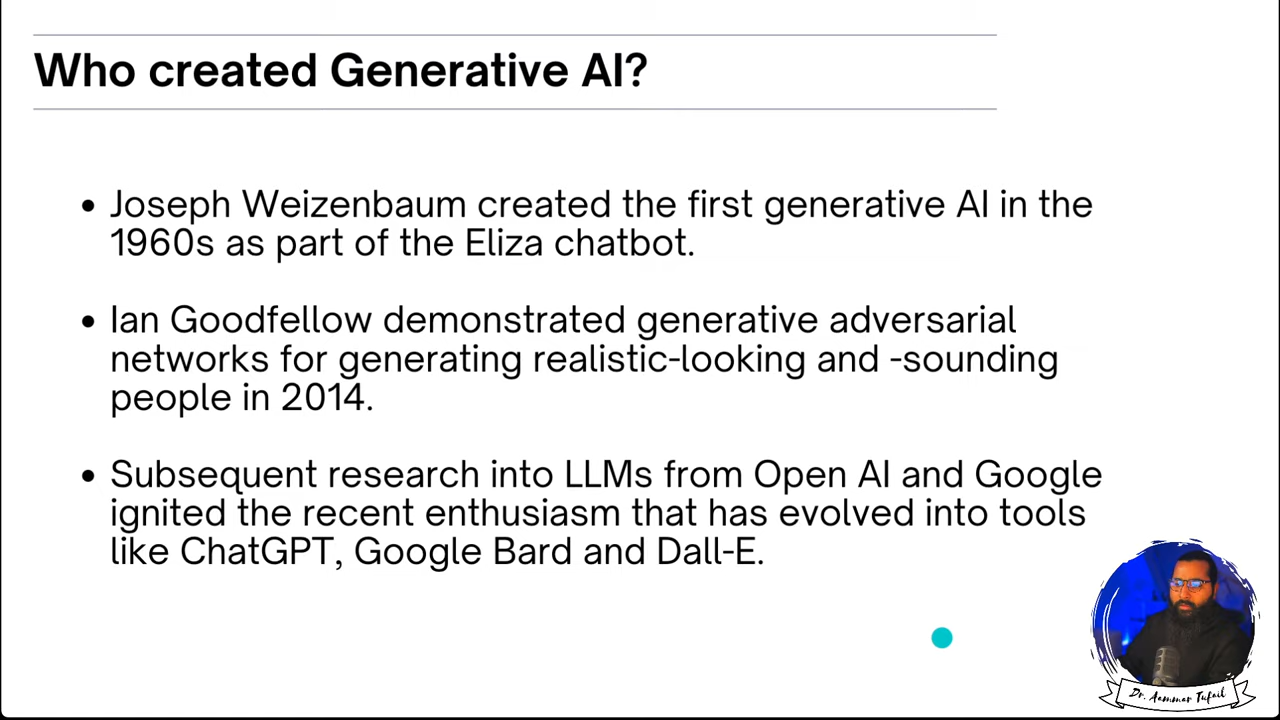 Who created Generative AI?
• Joseph Weizenbaum created the first generative AI in the
1960s as part of the Eliza chatbot.
• Ian Goodfellow demonstrated generative adversarial
networks for generating realistic-looking and -sounding
people in 2014.
• Subsequent research into LLMs from Open AI and Google
ignited the recent enthusiasm that has evolved into tools
like ChatGPT, Google Bard and Dall-E.
Dr. Aammar Tufail